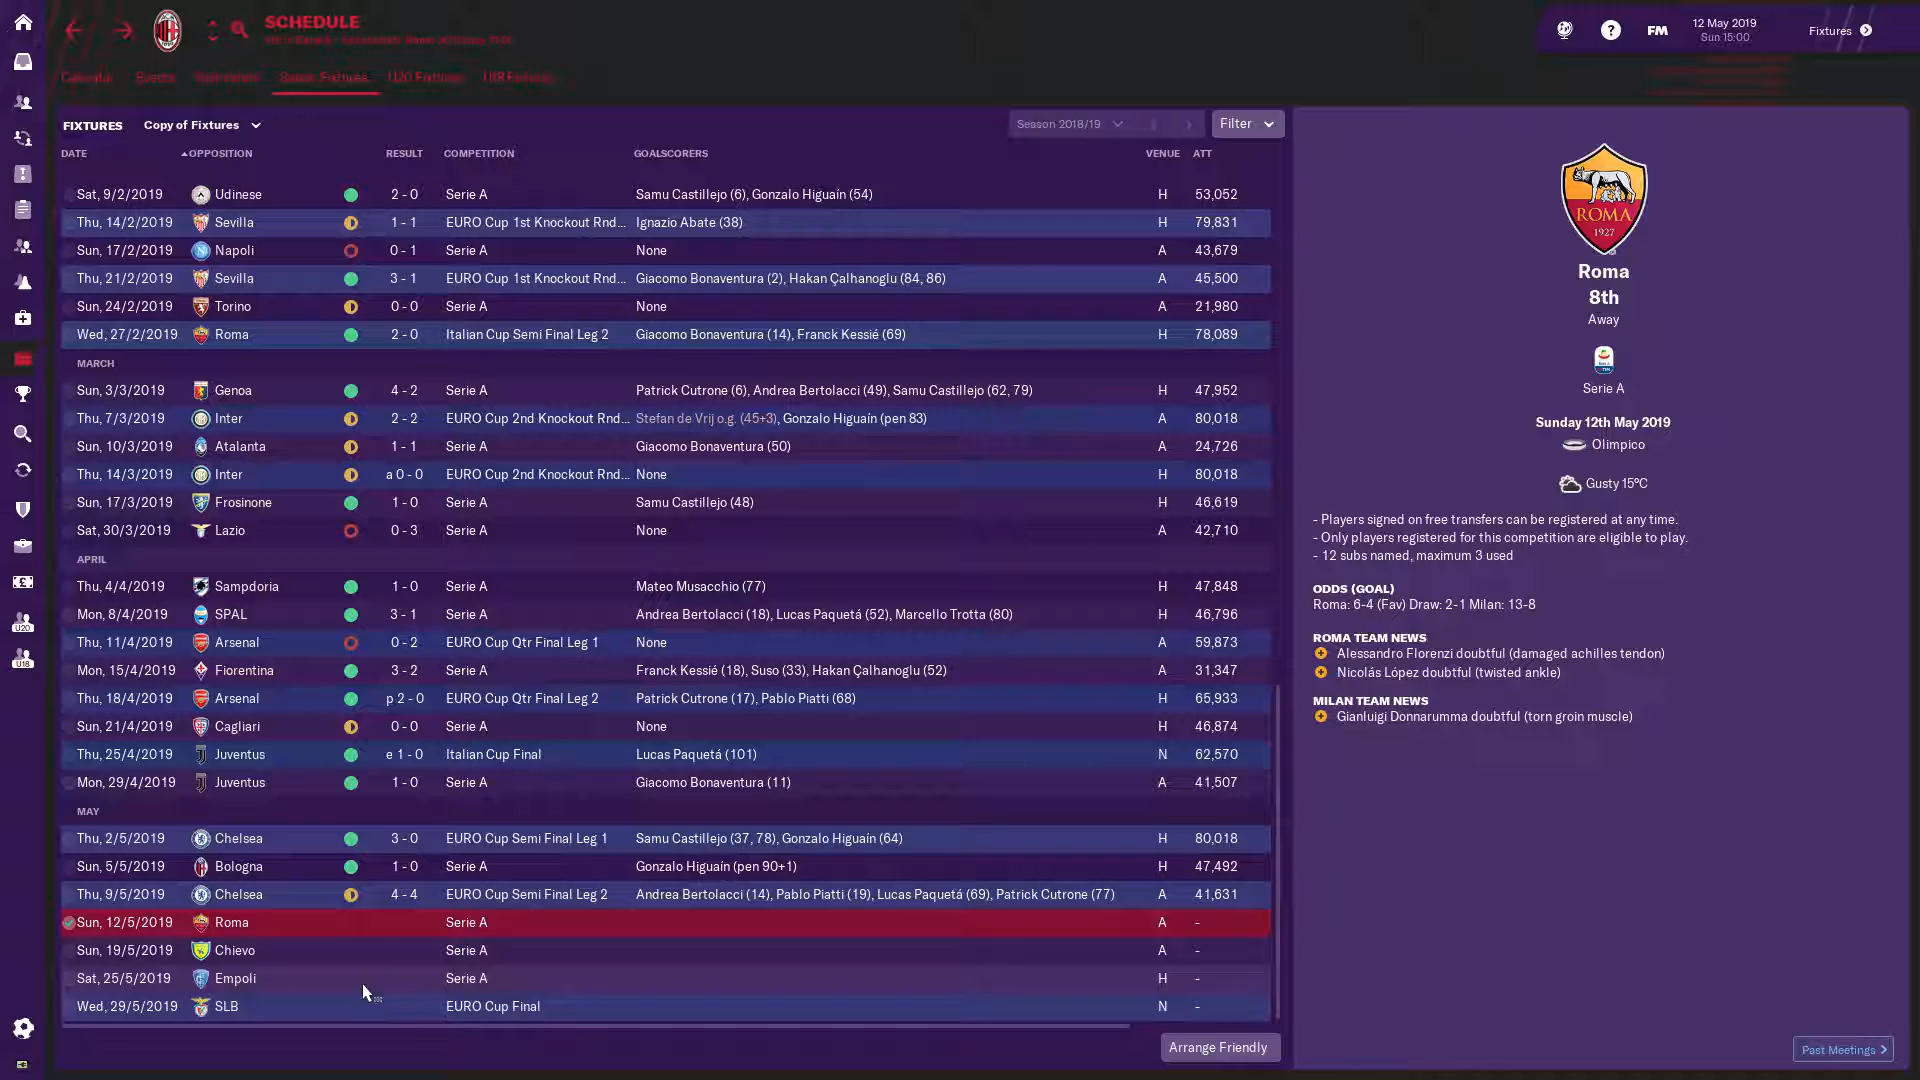 SCHEDULE
12 May 2019
Sun 15:00
FM
Fixtures
Calendar Events Senior Fixtures U20 Fixtures U18 Fixtures
FIXTURES Copy of Fixtures Season 2018/19 Filter
DATE OPPOSITION RESULT COMPETITION GOALSCORERS VENUE ATT
Sat, 9/2/2019 Udinese 2 - 0 Serie A Samu Castillejo (6), Gonzalo Higuaín (54) H 53,052
Thu, 14/2/2019 Sevilla 1 - 1 EURO Cup 1st Knockout Rnd... Ignazio Abate (38) H 79,831
Sun, 17/2/2019 Napoli 0 - 1 Serie A None A 43,679
Thu, 21/2/2019 Sevilla 3 - 1 EURO Cup 1st Knockout Rnd... Giacomo Bonaventura (2), Hakan Çalhanoglu (84, 86) A 45,500
Sun, 24/2/2019 Torino 0 - 0 Serie A None A 21,980
Wed, 27/2/2019 Roma 2 - 0 Italian Cup Semi Final Leg 2 Giacomo Bonaventura (14), Franck Kessié (69) H 78,089
MARCH
Sun, 3/3/2019 Genoa 4 - 2 Serie A Patrick Cutrone (6), Andrea Bertolacci (49), Samu Castillejo (62, 79) H 47,952
Thu, 7/3/2019 Inter 2 - 2 EURO Cup 2nd Knockout Rnd... Stefan de Vrij o.g. (45+3), Gonzalo Higuaín (pen 83) A 80,018
Sun, 10/3/2019 Atalanta 1 - 1 Serie A Giacomo Bonaventura (50) A 24,726
Thu, 14/3/2019 Inter a 0 - 0 EURO Cup 2nd Knockout Rnd... None H 80,018
Sun, 17/3/2019 Frosinone 1 - 0 Serie A Samu Castillejo (48) H 46,619
Sat, 30/3/2019 Lazio 0 - 3 Serie A None A 42,710
APRIL
Thu, 4/4/2019 Sampdoria 1 - 0 Serie A Mateo Musacchio (77) H 47,848
Mon, 8/4/2019 SPAL 3 - 1 Serie A Andrea Bertolacci (18), Lucas Paquetá (52), Marcello Trotta (80) H 46,796
Thu, 11/4/2019 Arsenal 0 - 2 EURO Cup Qtr Final Leg 1 None A 59,873
Mon, 15/4/2019 Fiorentina 3 - 2 Serie A Franck Kessié (18), Suso (33), Hakan Çalhanoglu (52) A 31,347
Thu, 18/4/2019 Arsenal p 2 - 0 EURO Cup Qtr Final Leg 2 Patrick Cutrone (17), Pablo Piatti (68) H 65,933
Sun, 21/4/2019 Cagliari 0 - 0 Serie A None H 46,874
Thu, 25/4/2019 Juventus e 1 - 0 Italian Cup Final Lucas Paquetá (101) N 62,570
Mon, 29/4/2019 Juventus 1 - 0 Serie A Giacomo Bonaventura (11) A 41,507
MAY
Thu, 2/5/2019 Chelsea 3 - 0 EURO Cup Semi Final Leg 1 Samu Castillejo (37, 78), Gonzalo Higuaín (64) H 80,018
Sun, 5/5/2019 Bologna 1 - 0 Serie A Gonzalo Higuaín (pen 90+1) H 47,492
Thu, 9/5/2019 Chelsea 4 - 4 EURO Cup Semi Final Leg 2 Andrea Bertolacci (14), Pablo Piatti (19), Lucas Paquetá (69), Patrick Cutrone (77) A 41,631
Sun, 12/5/2019 Roma Serie A A -
Sun, 19/5/2019 Chievo Serie A A -
Sat, 25/5/2019 Empoli Serie A H -
Wed, 29/5/2019 SLB EURO Cup Final N -
Arrange Friendly
U20
U18
ROMA
1927
Roma
8th
Away
Serie A
Sunday 12th May 2019
Olimpico
Gusty 15ºC
- Players signed on free transfers can be registered at any time.
- Only players registered for this competition are eligible to play.
- 12 subs named, maximum 3 used
ODDS (GOAL)
Roma: 6-4 (Fav) Draw: 2-1 Milan: 13-8
ROMA TEAM NEWS
Alessandro Florenzi doubtful (damaged achilles tendon)
Nicolás López doubtful (twisted ankle)
MILAN TEAM NEWS
Gianluigi Donnarumma doubtful (torn groin muscle)
Past Meetings